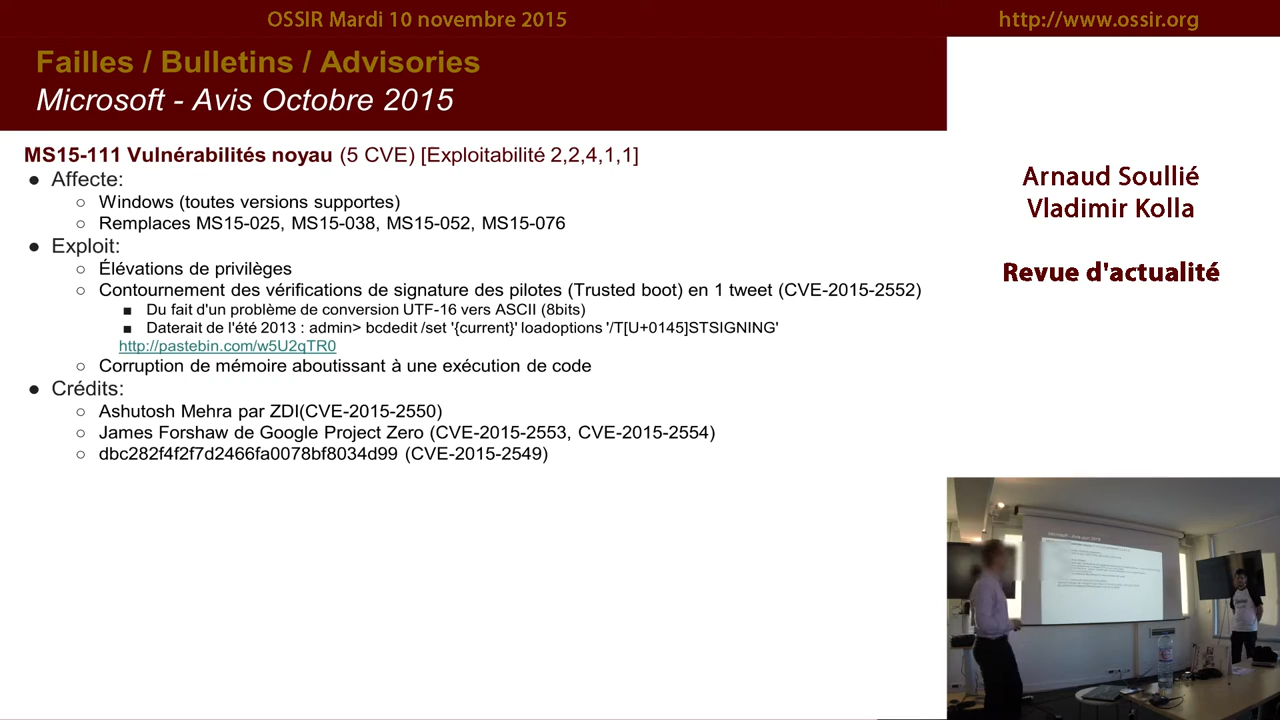 OSSIR Mardi 10 novembre 2015
http://www.ossir.org
Failles / Bulletins / Advisories
Microsoft - Avis Octobre 2015
MS15-111 Vulnérabilités noyau (5 CVE) [Exploitabilité 2,2,4,1,1]
● Affecte:
○ Windows (toutes versions supportes)
○ Remplaces MS15-025, MS15-038, MS15-052, MS15-076
● Exploit:
○ Élévations de privilèges
○ Contournement des vérifications de signature des pilotes (Trusted boot) en 1 tweet (CVE-2015-2552)
■ Du fait d'un problème de conversion UTF-16 vers ASCII (8bits)
■ Daterait de l'été 2013 : admin> bcdedit /set '{current}' loadoptions '/T[U+0145]STSIGNING'
http://pastebin.com/w5U2qTR0
○ Corruption de mémoire aboutissant à une exécution de code
● Crédits:
○ Ashutosh Mehra par ZDI(CVE-2015-2550)
○ James Forshaw de Google Project Zero (CVE-2015-2553, CVE-2015-2554)
○ dbc282f4f2f7d2466fa0078bf8034d99 (CVE-2015-2549)
Arnaud Soullié
Vladimir Kolla
Revue d'actualité